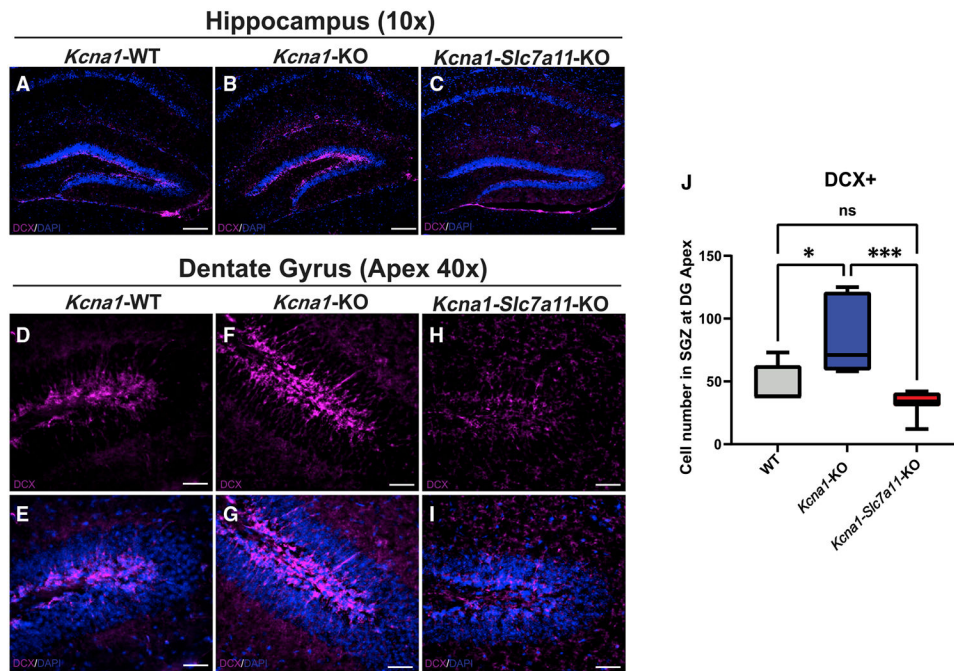 Hippocampus (10x)
Kcna1-WT
Kcna1-KO
Kcna1-Slc7a11-KO
A
B
C
DCX/DAPI
DCX/DAPI
DCX/DAPI
Dentate Gyrus (Apex 40x)
Kcna1-WT
Kcna1-KO
Kcna1-Slc7a11-KO
D
F
H
DCX
DCX
DCX
E
G
I
DCX/DAPI
DCX/DAPI
DCX/DAPI
J
DCX+
ns
*
***
Cell number in SGZ at DG Apex
150
100
50
0
WT
Kcna1-KO
Kcna1-Slc7a11-KO